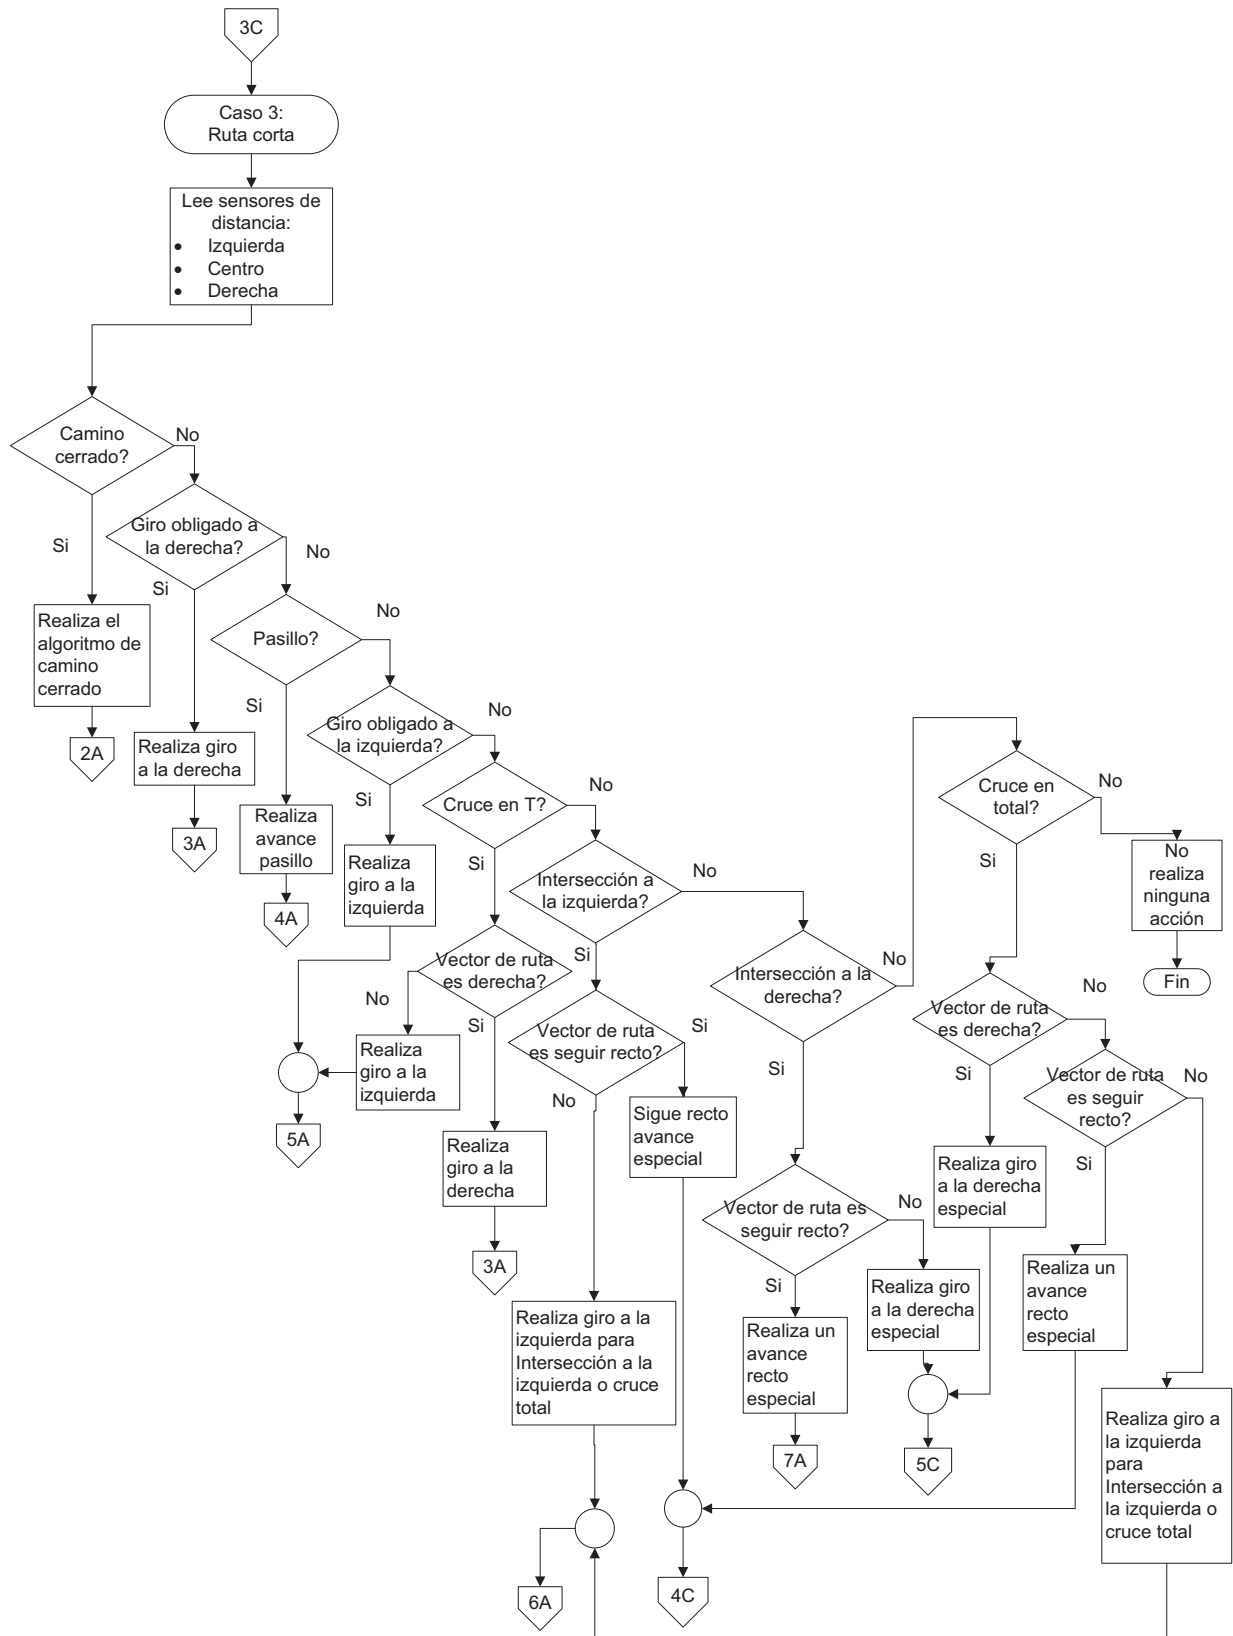 3C
Caso 3:
Ruta corta
Lee sensores de
distancia:
• Izquierda
• Centro
• Derecha
Camino
cerrado?
No
Si
Giro obligado a
la derecha?
No
Si
Realiza el
algoritmo de
camino
cerrado
2A
Pasillo?
No
Si
Realiza giro
a la derecha
3A
Giro obligado a
la izquierda?
No
Si
Realiza
avance
pasillo
4A
Cruce en T?
No
Si
Realiza
giro a la
izquierda
Intersección a
la izquierda?
No
Si
Vector de ruta
es derecha?
No
Si
Realiza
giro a la
izquierda
5A
Realiza
giro a la
derecha
3A
Vector de ruta
es seguir recto?
Si
No
Sigue recto
avance
especial
Realiza giro a la
izquierda para
Intersección a la
izquierda o cruce
total
6A
4C
Intersección a la
derecha?
No
Si
Vector de ruta es
seguir recto?
No
Si
Realiza un
avance
recto
especial
7A
Realiza giro
a la derecha
especial
5C
Cruce en
total?
No
Si
No
realiza
ninguna
acción
Fin
Vector de ruta
es derecha?
No
Si
Realiza giro
a la derecha
especial
Vector de ruta
es seguir
recto?
No
Si
Realiza un
avance
recto
especial
Realiza giro a
la izquierda
para
Intersección a
la izquierda o
cruce total